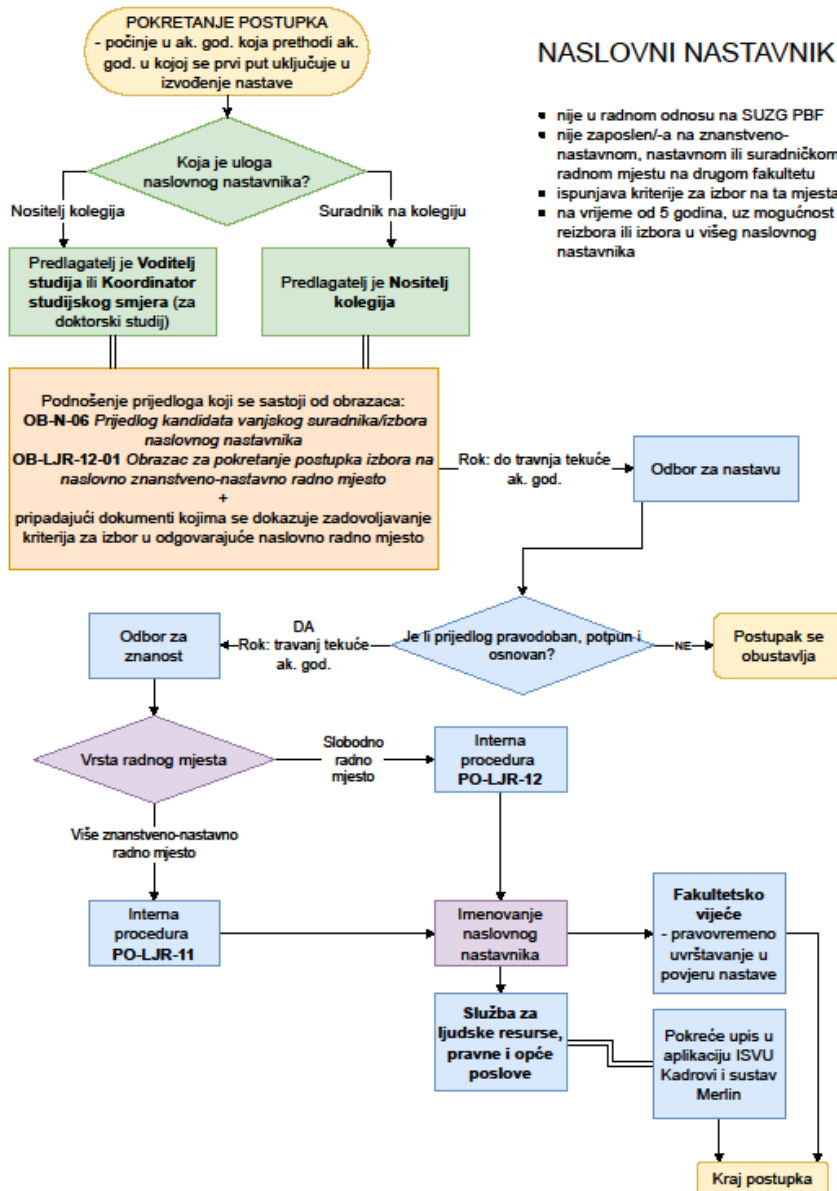 POKRETANJE POSTUPKA
- počinje u ak. god. koja prethodi ak.
god. u kojoj se prvi put uključuje u
izvođenje nastave
NASLOVNI NASTAVNIK
▪ nije u radnom odnosu na SUZG PBF
▪ nije zaposlen/-a na znanstveno-
nastavnom, nastavnom ili suradničkom
radnom mjestu na drugom fakultetu
▪ ispunjava kriterije za izbor na ta mjesta
▪ na vrijeme od 5 godina, uz mogućnost
reizbora ili izbora u višeg naslovnog
nastavnika
Koja je uloga
naslovnog nastavnika?
Nositelj kolegija
Suradnik na kolegiju
Predlagatelj je Voditelj
studija ili Koordinator
studijskog smjera (za
doktorski studij)
Predlagatelj je Nositelj
kolegija
Podnošenje prijedloga koji se sastoji od obrazaca:
OB-N-06 Prijedlog kandidata vanjskog suradnika/izbora
naslovnog nastavnika
OB-LJR-12-01 Obrazac za pokretanje postupka izbora na
naslovno znanstveno-nastavno radno mjesto
+
pripadajući dokumenti kojima se dokazuje zadovoljavanje
kriterija za izbor u odgovarajuće naslovno radno mjesto
Rok: do travnja tekuće
ak. god.
Odbor za nastavu
Je li prijedlog pravodoban, potpun i
osnovan?
NE
Postupak se
obustavlja
DA
Rok: travanj tekuće
ak. god.
Odbor za
znanost
Vrsta radnog mjesta
Slobodno
radno
mjesto
Interna
procedura
PO-LJR-12
Više znanstveno-nastavno
radno mjesto
Interna
procedura
PO-LJR-11
Imenovanje
naslovnog
nastavnika
Fakultetsko
vijeće
- pravovremeno
uvrštavanje u
povjeru nastave
Služba za
ljudske resurse,
pravne i opće
poslove
Pokreće upis u
aplikaciju ISVU
Kadrovi i sustav
Merlin
Kraj postupka